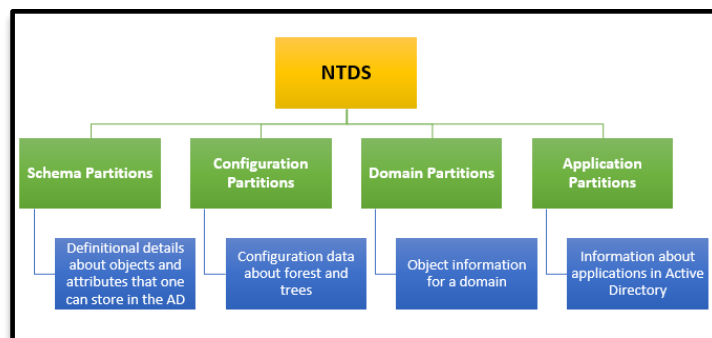 NTDS
Schema Partitions
Configuration
Partitions
Domain Partitions
Application
Partitions
Definitional details
about objects and
attributes that one
can store in the AD
Configuration data
about forest and
trees
Object information
for a domain
Information about
applications in Active
Directory